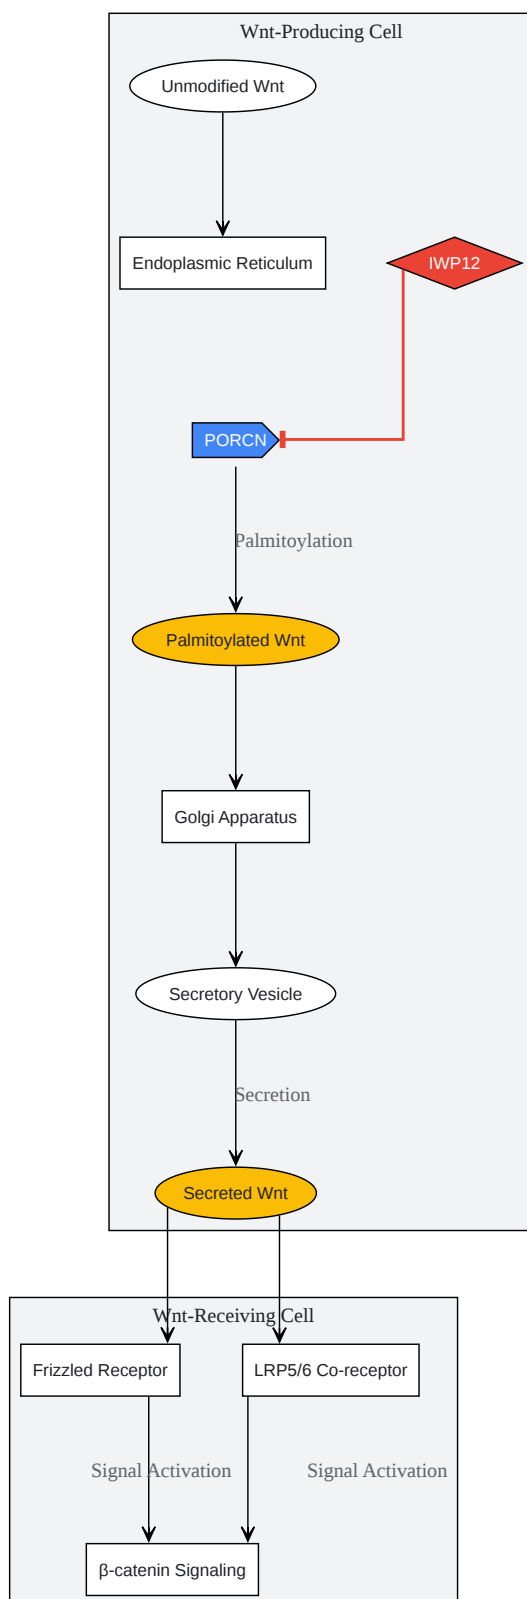 Wnt-Producing Cell
Unmodified Wnt
Endoplasmic Reticulum
IWP12
PORCN
Palmitoylation
Palmitoylated Wnt
Golgi Apparatus
Secretory Vesicle
Secretion
Secreted Wnt
Wnt-Receiving Cell
Frizzled Receptor
LRP5/6 Co-receptor
Signal Activation
Signal Activation
β-catenin Signaling